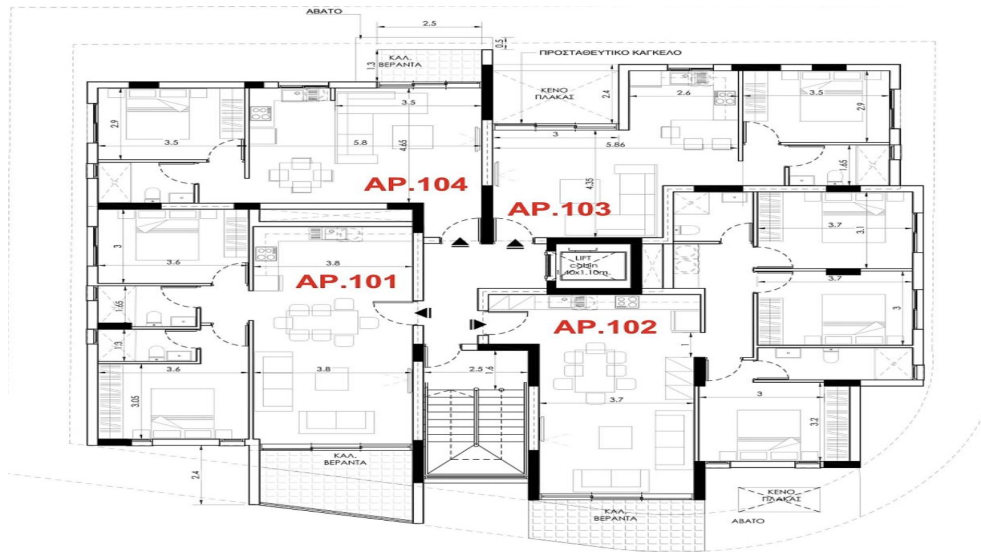 ΑΒΑΤΟ
2.5
0.5
ΠΡΟΣΤΑΘΕΥΤΙΚΟ ΚΑΓΚΕΛΟ
ΚΑΛ.
ΒΕΡΑΝΤΑ
1.3
ΚΕΝΟ
ΠΛΑΚΑΣ
2.4
2.6
3.5
2.9
3.5
2.9
3.5
5.8
4.65
3
5.86
4.35
1.65
AP.104
AP.103
3
3.6
3.8
AP.101
LIFT
cabin
3.7
3.1
3.7
3
1.65
1.3
AP.102
1
3.6
3.05
3.8
2.5
1.6
3.7
3
3.2
ΚΑΛ.
ΒΕΡΑΝΤΑ
2.4
ΚΑΛ.
ΒΕΡΑΝΤΑ
ΚΕΝΟ
ΠΛΑΚΑΣ
ΑΒΑΤΟ